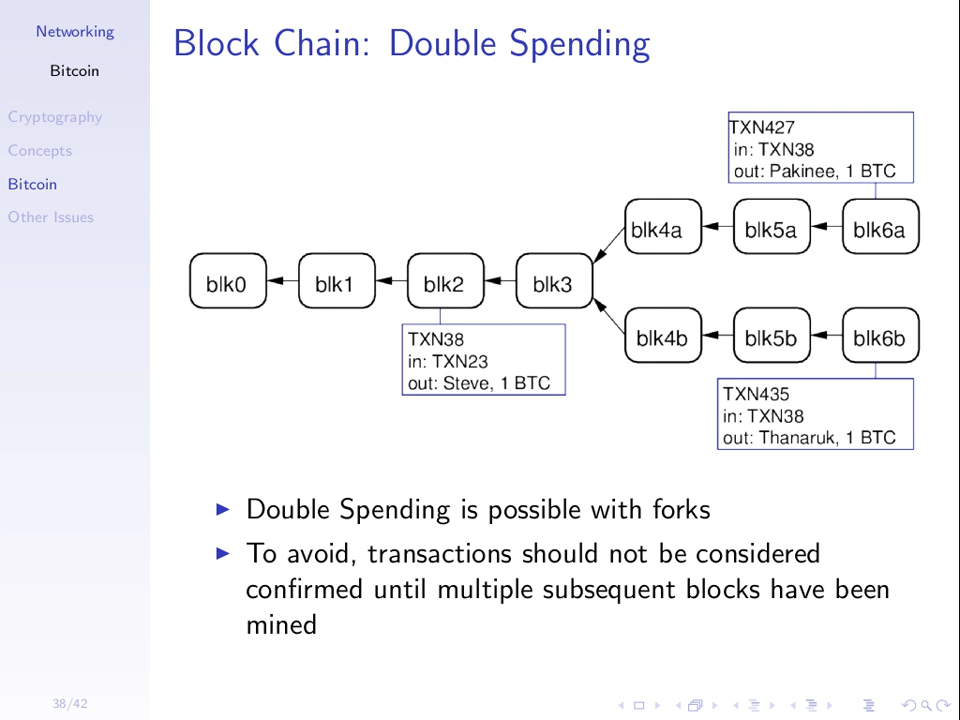 Networking
Bitcoin
Cryptography
Concepts
Bitcoin
Other Issues
Block Chain: Double Spending
TXN427
in: TXN38
out: Pakinee, 1 BTC
blk4a
blk5a
blk6a
blk0
blk1
blk2
blk3
TXN38
in: TXN23
out: Steve, 1 BTC
blk4b
blk5b
blk6b
TXN435
in: TXN38
out: Thanaruk, 1 BTC
Double Spending is possible with forks
To avoid, transactions should not be considered
confirmed until multiple subsequent blocks have been
mined
38/42